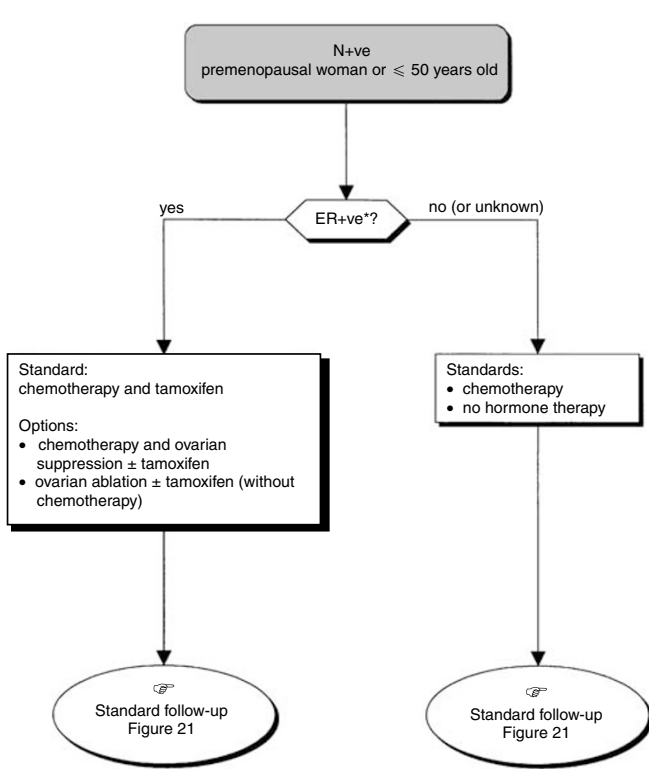 N+ve
premenopausal woman or ⩽ 50 years old
ER+ve*?
yes
no (or unknown)
Standard:
chemotherapy and tamoxifen
Options:
• chemotherapy and ovarian
suppression ± tamoxifen
• ovarian ablation ± tamoxifen (without
chemotherapy)
Standards:
• chemotherapy
• no hormone therapy
☞
Standard follow-up
Figure 21
☞
Standard follow-up
Figure 21